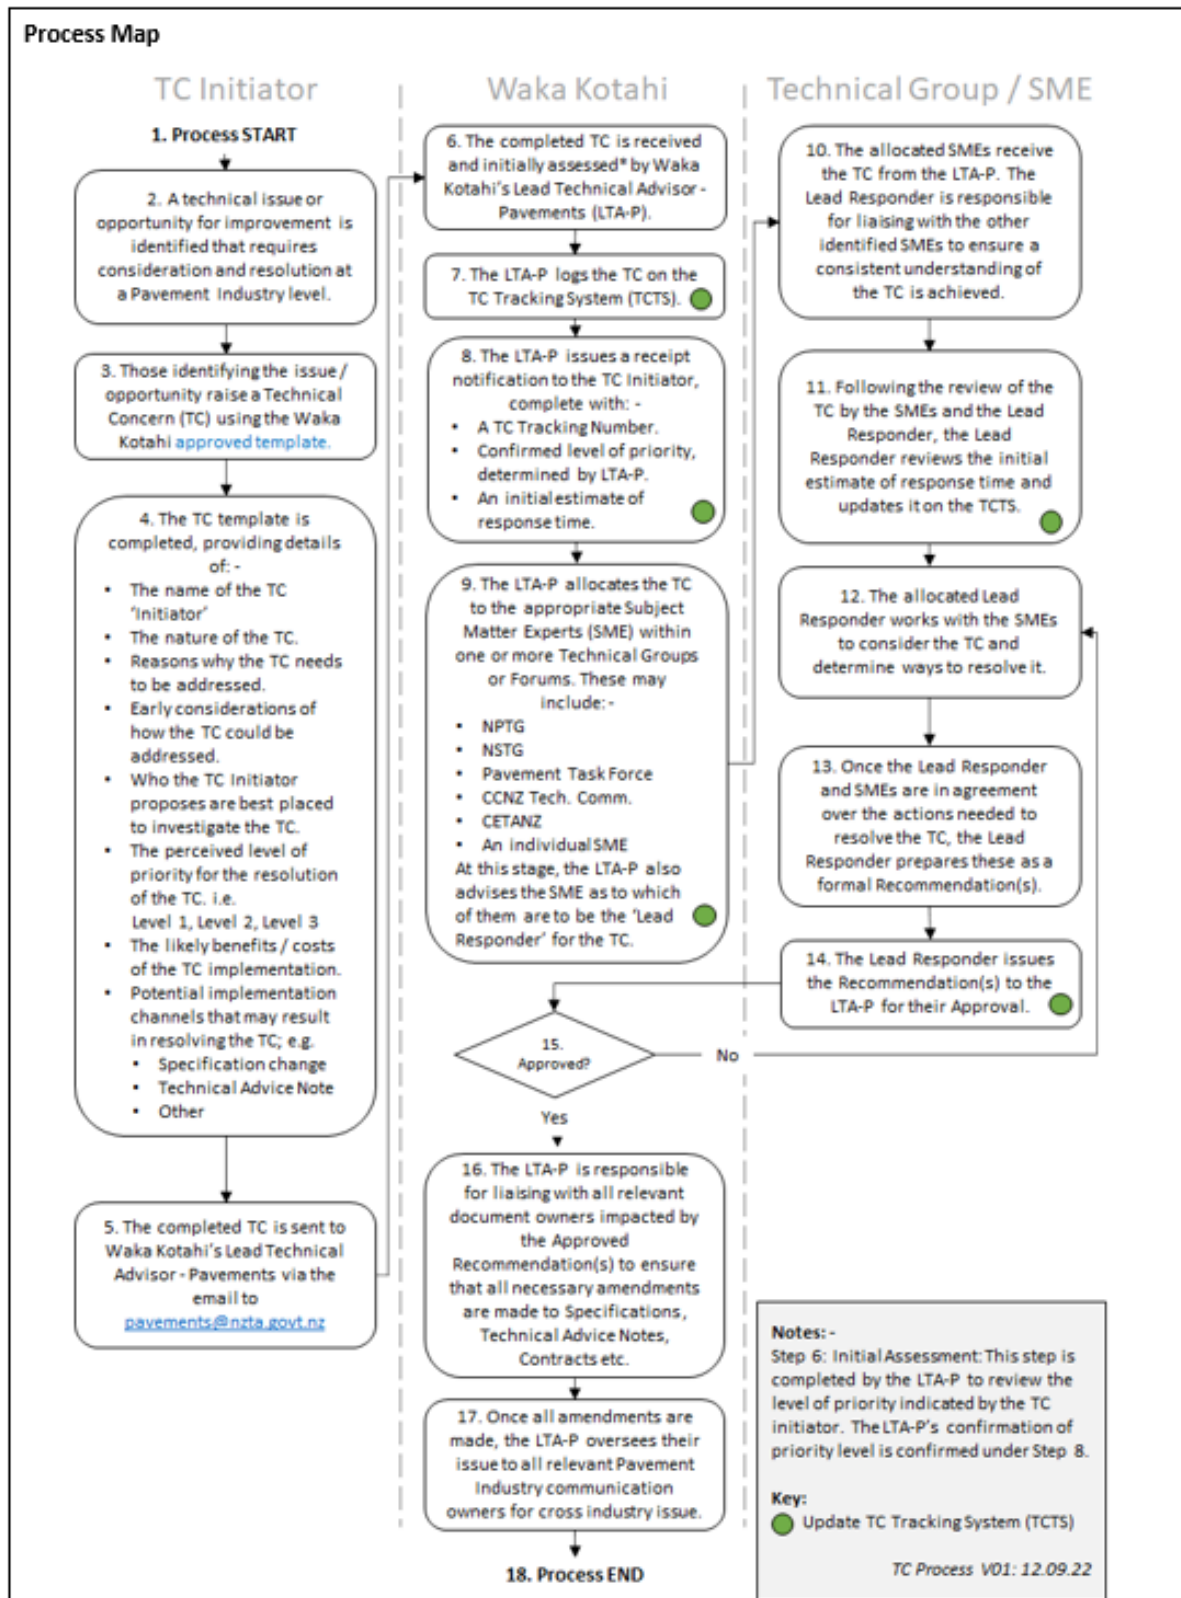 Process Map
TC Initiator
1. Process START
2. A technical issue or
opportunity for improvement is
identified that requires
consideration and resolution at
a Pavement Industry level.
3. Those identifying the issue /
opportunity raise a Technical
Concern (TC) using the Waka
Kotahi approved template.
4. The TC template is
completed, providing details
of: -
• The name of the TC
'Initiator'
• The nature of the TC.
• Reasons why the TC needs
to be addressed.
• Early considerations of
how the TC could be
addressed.
• Who the TC Initiator
proposes are best placed
to investigate the TC.
• The perceived level of
priority for the resolution
of the TC. i.e.
Level 1, Level 2, Level 3
• The likely benefits / costs
of the TC implementation.
• Potential implementation
channels that may result
in resolving the TC; e.g.
• Specification change
• Technical Advice Note
• Other
5. The completed TC is sent to
Waka Kotahi's Lead Technical
Advisor - Pavements via the
email to
pavements@nzta.govt.nz
Waka Kotahi
6. The completed TC is received
and initially assessed* by Waka
Kotahi's Lead Technical Advisor -
Pavements (LTA-P).
7. The LTA-P logs the TC on the
TC Tracking System (TCTS).
8. The LTA-P issues a receipt
notification to the TC Initiator,
complete with: -
• A TC Tracking Number.
• Confirmed level of priority,
determined by LTA-P.
• An initial estimate of
response time.
9. The LTA-P allocates the TC
to the appropriate Subject
Matter Experts (SME) within
one or more Technical Groups
or Forums. These may
include: -
• NPTG
• NSTG
• Pavement Task Force
• CCNZ Tech. Comm.
• CETANZ
• An individual SME
At this stage, the LTA-P also
advises the SME as to which
of them are to be the 'Lead
Responder' for the TC.
Technical Group / SME
10. The allocated SMEs receive
the TC from the LTA-P. The
Lead Responder is responsible
for liaising with the other
identified SMEs to ensure a
consistent understanding of
the TC is achieved.
11. Following the review of the
TC by the SMEs and the Lead
Responder, the Lead
Responder reviews the initial
estimate of response time and
updates it on the TCTS.
12. The allocated Lead
Responder works with the SMEs
to consider the TC and
determine ways to resolve it.
13. Once the Lead Responder
and SMEs are in agreement
over the actions needed to
resolve the TC, the Lead
Responder prepares these as a
formal Recommendation(s).
14. The Lead Responder issues
the Recommendation(s) to the
LTA-P for their Approval.
15.
Approved?
No
Yes
16. The LTA-P is responsible
for liaising with all relevant
document owners impacted by
the Approved
Recommendation(s) to ensure
that all necessary amendments
are made to Specifications,
Technical Advice Notes,
Contracts etc.
17. Once all amendments are
made, the LTA-P oversees their
issue to all relevant Pavement
Industry communication
owners for cross industry issue.
18. Process END
Notes: -
Step 6: Initial Assessment: This step is
completed by the LTA-P to review the
level of priority indicated by the TC
initiator. The LTA-P's confirmation of
priority level is confirmed under Step 8.
Key:
Update TC Tracking System (TCTS)
TC Process V01: 12.09.22